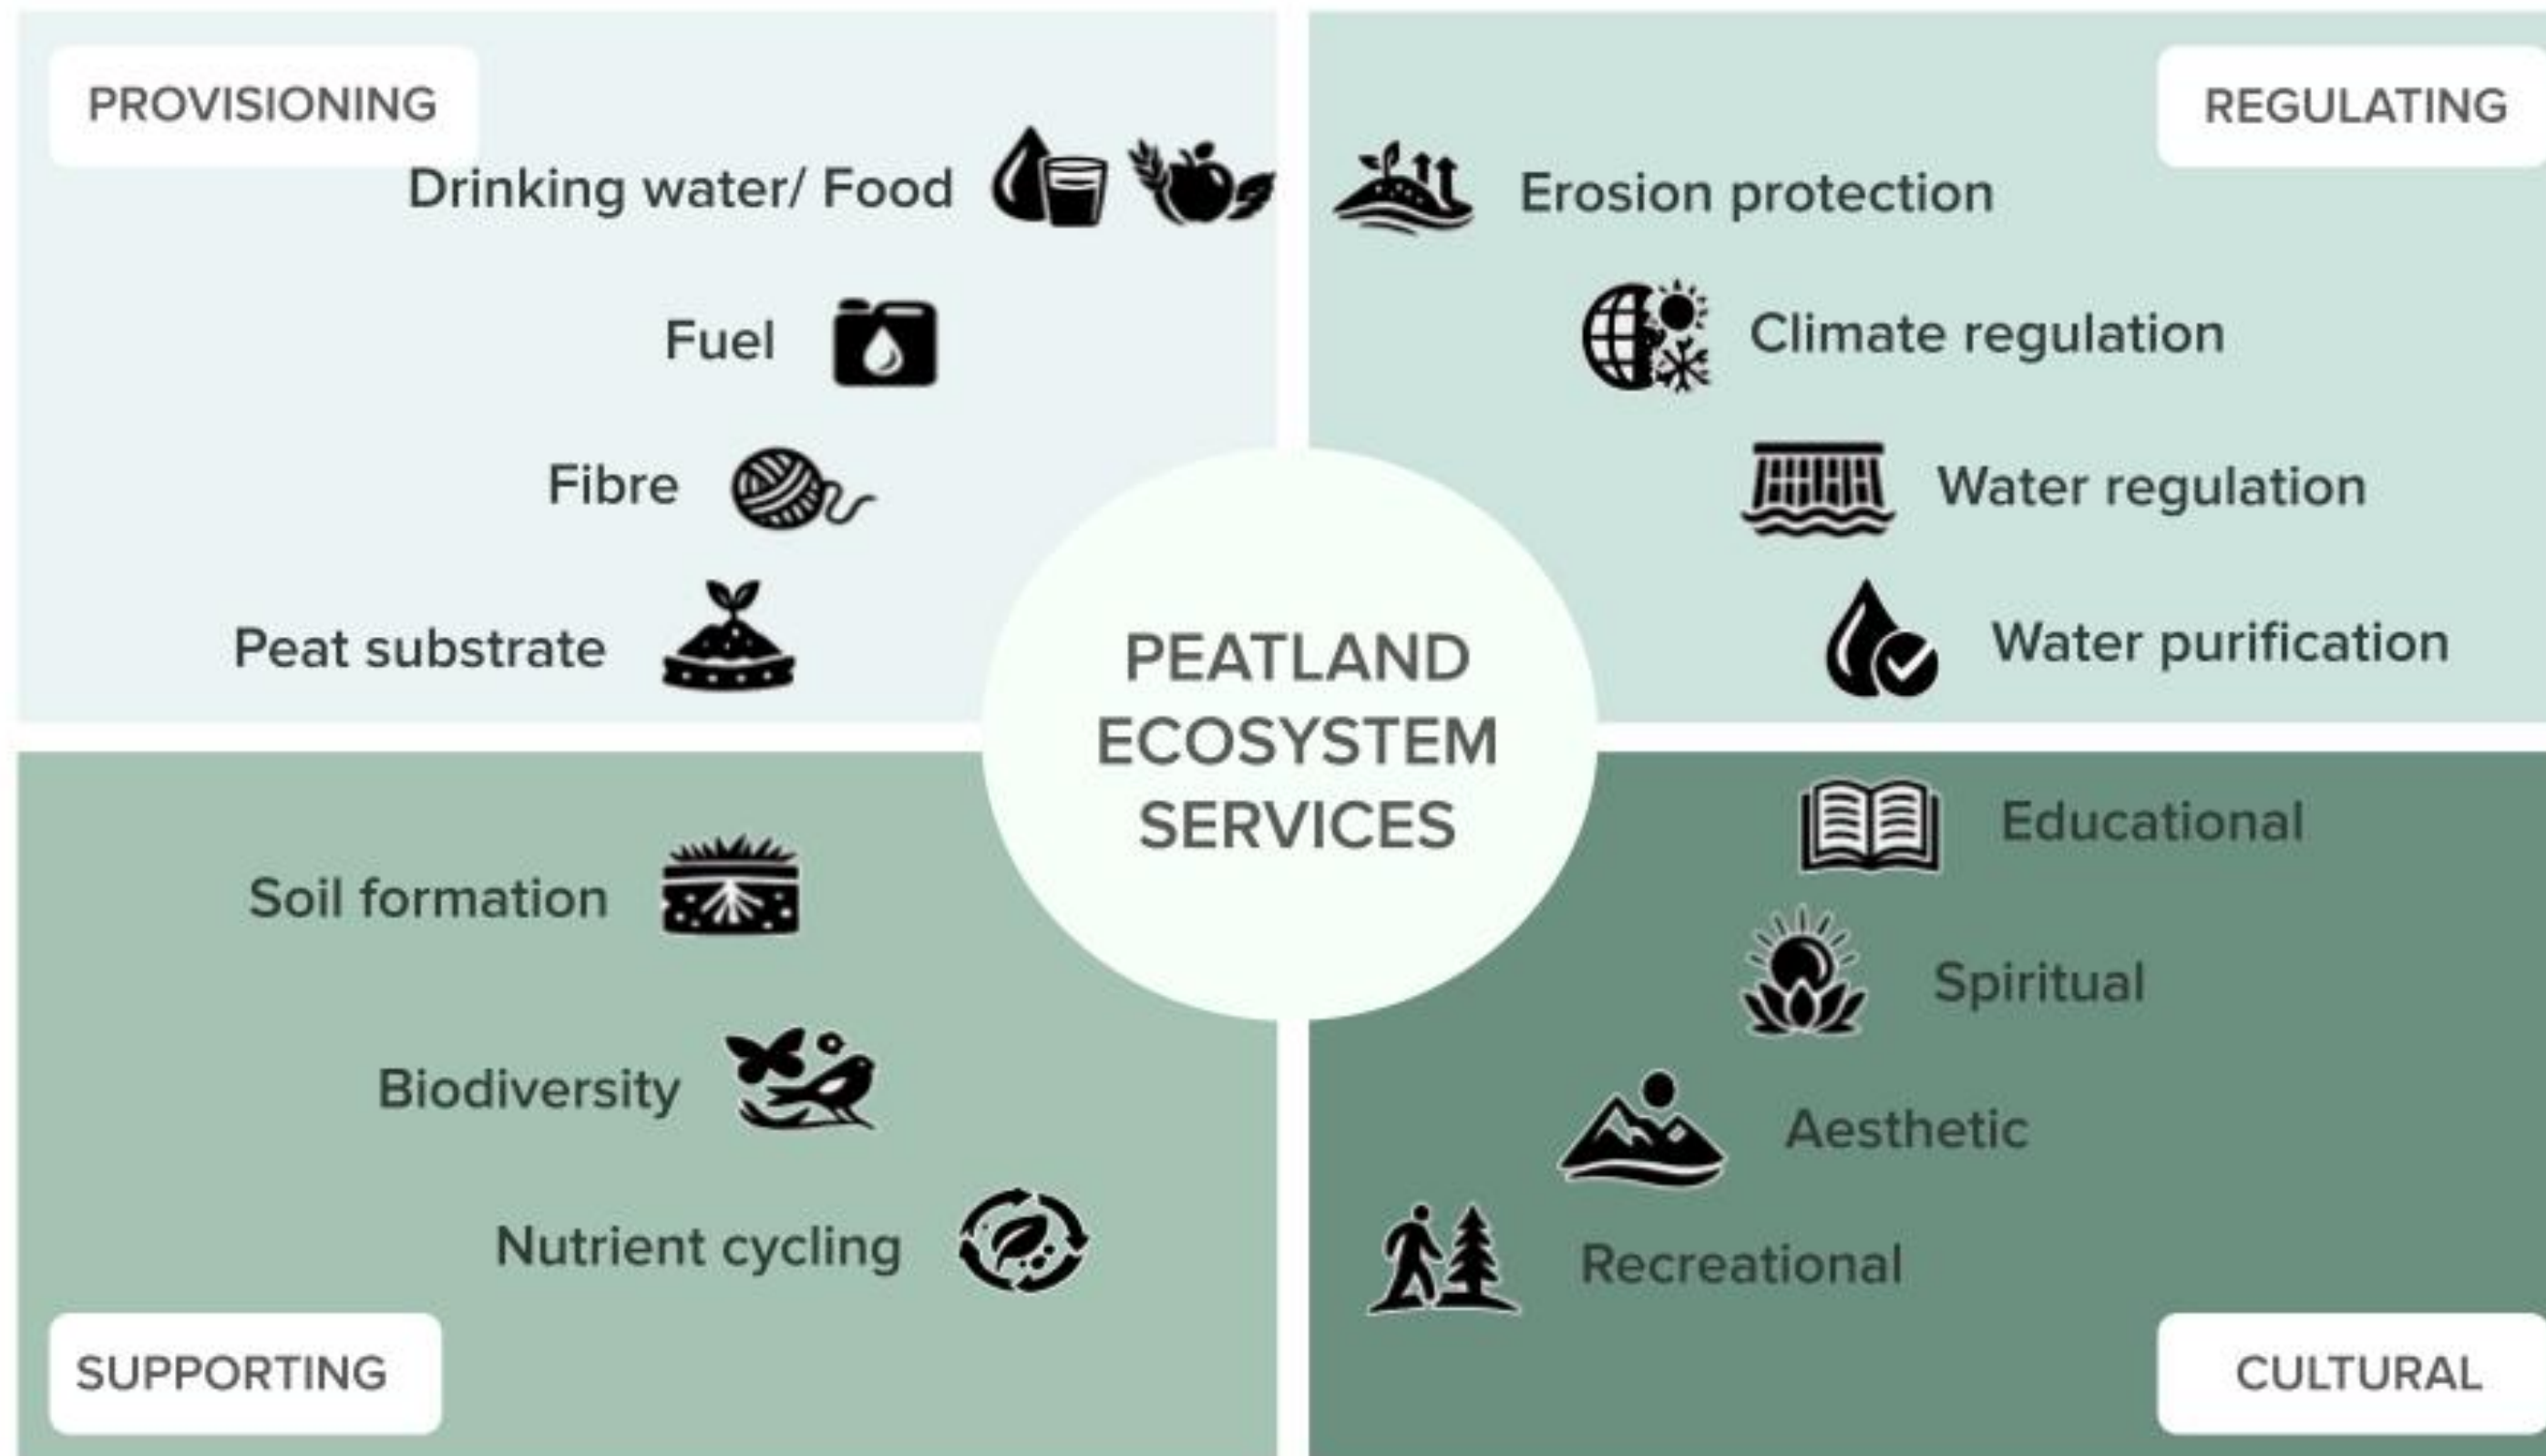 PROVISIONING
Drinking water/ Food
Fuel
Fibre
Peat substrate
REGULATING
Erosion protection
Climate regulation
Water regulation
Water purification
PEATLAND
ECOSYSTEM
SERVICES
Soil formation
Biodiversity
Nutrient cycling
SUPPORTING
Educational
Spiritual
Aesthetic
Recreational
CULTURAL